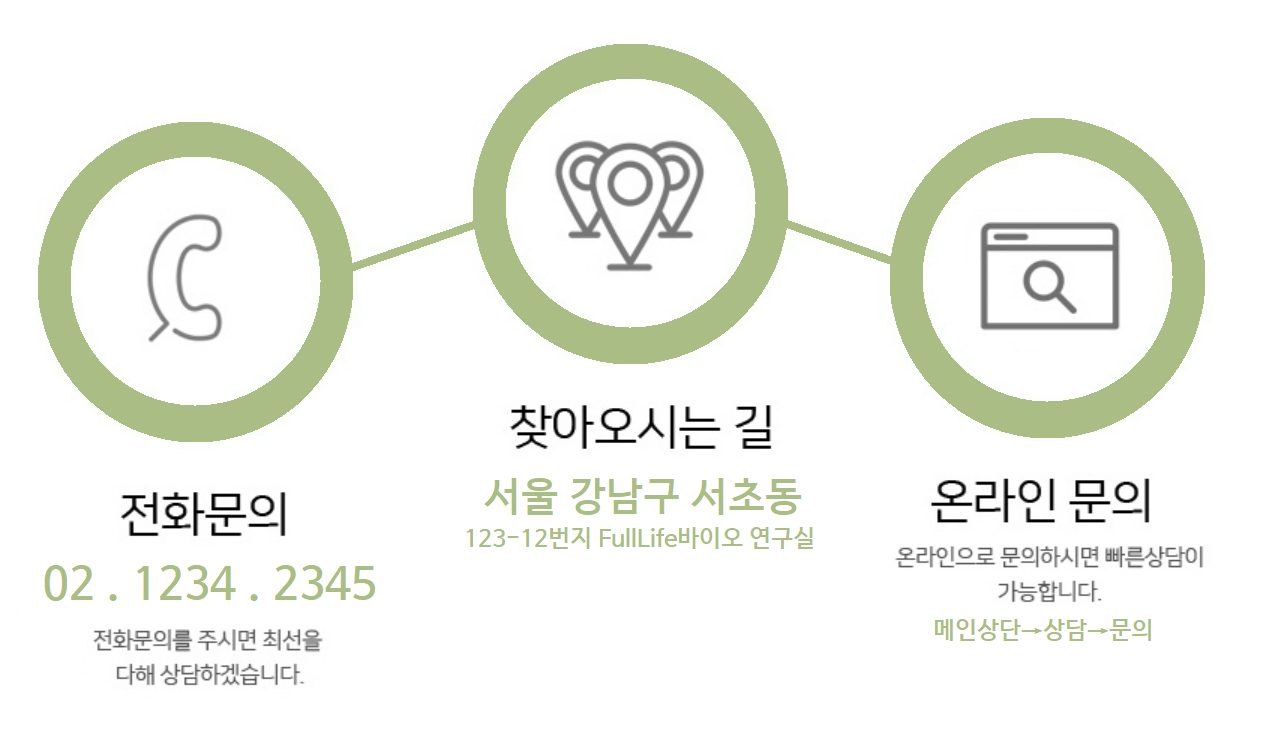 전화문의
02 . 1234 . 2345
전화문의를 주시면 최선을
다해 상담하겠습니다.
찾아오시는 길
서울 강남구 서초동
123-12번지 FullLife바이오 연구실
온라인 문의
온라인으로 문의하시면 빠른상담이
가능합니다.
메인상단→상담→문의